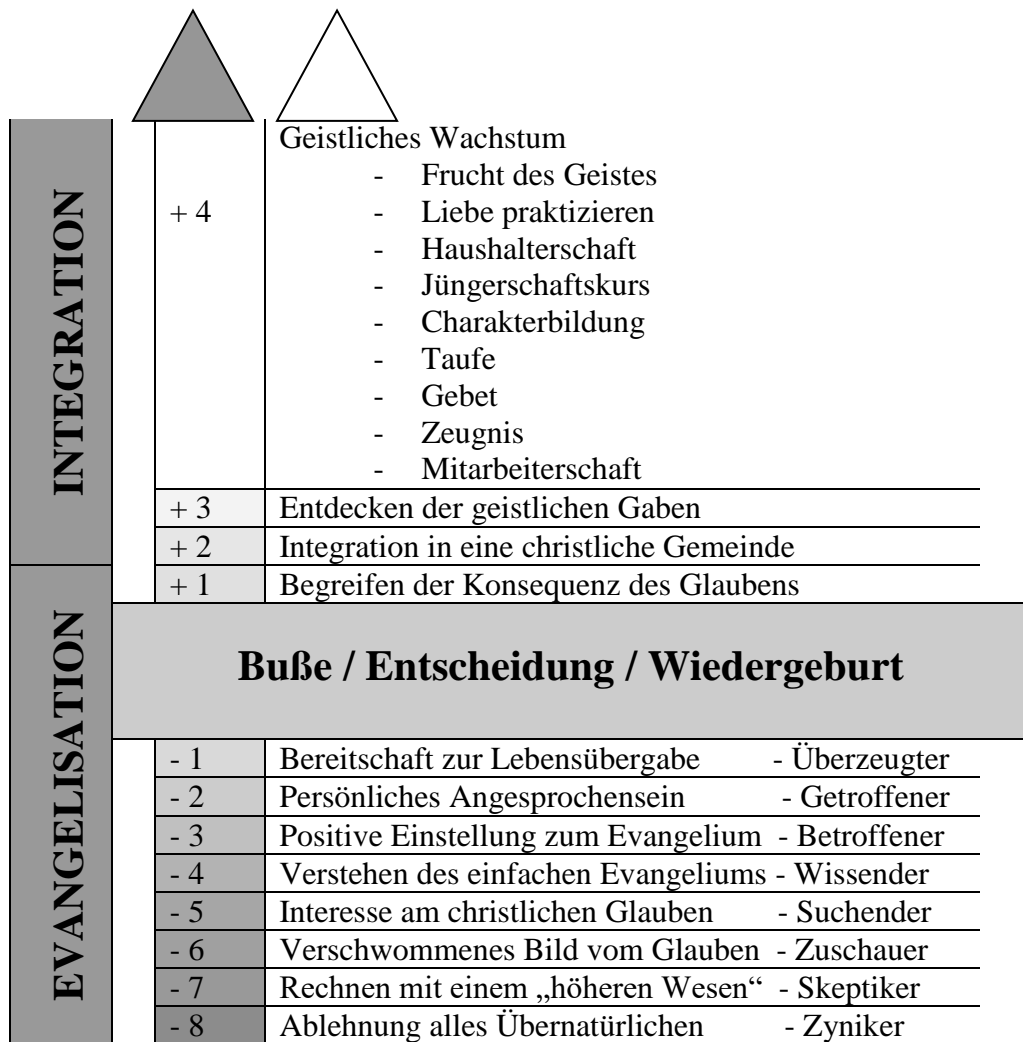 INTEGRATION
Geistliches Wachstum
- Frucht des Geistes
+ 4 - Liebe praktizieren
- Haushalterschaft
- Jüngerschaftskurs
- Charakterbildung
- Taufe
- Gebet
- Zeugnis
- Mitarbeiterschaft
+ 3 Entdecken der geistlichen Gaben
+ 2 Integration in eine christliche Gemeinde
EVANGELISATION
+ 1 Begreifen der Konsequenz des Glaubens
Buße / Entscheidung / Wiedergeburt
- 1 Bereitschaft zur Lebensübergabe - Überzeugter
- 2 Persönliches Angesprochensein - Getroffener
- 3 Positive Einstellung zum Evangelium - Betroffener
- 4 Verstehen des einfachen Evangeliums - Wissender
- 5 Interesse am christlichen Glauben - Suchender
- 6 Verschwommenes Bild vom Glauben - Zuschauer
- 7 Rechnen mit einem „höheren Wesen“ - Skeptiker
- 8 Ablehnung alles Übernatürlichen - Zyniker